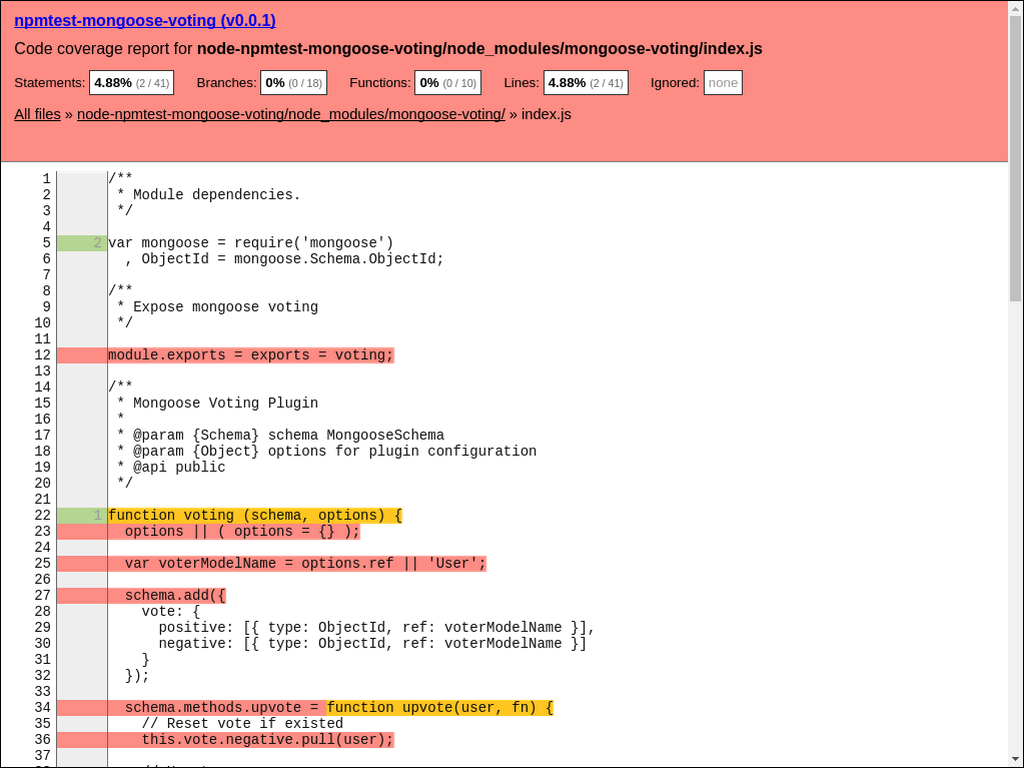 npmtest-mongoose-voting (v0.0.1)
Code coverage report for node-npmtest-mongoose-voting/node_modules/mongoose-voting/index.js
Statements: 4.88% (2 / 41) Branches: 0% (0 / 18) Functions: 0% (0 / 10) Lines: 4.88% (2 / 41) Ignored: none
All files » node-npmtest-mongoose-voting/node_modules/mongoose-voting/ » index.js
1 /**
2  * Module dependencies.
3  */
4
5 2 var mongoose = require('mongoose')
6   , ObjectId = mongoose.Schema.ObjectId;
7
8 /**
9  * Expose mongoose voting
10  */
11
12 module.exports = exports = voting;
13
14 /**
15  * Mongoose Voting Plugin
16  *
17  * @param {Schema} schema MongooseSchema
18  * @param {Object} options for plugin configuration
19  * @api public
20  */
21
22 1 function voting (schema, options) {
23   options || ( options = {} );
24
25   var voterModelName = options.ref || 'User';
26
27   schema.add({
28     vote: {
29       positive: [{ type: ObjectId, ref: voterModelName }],
30       negative: [{ type: ObjectId, ref: voterModelName }]
31     }
32   });
33
34   schema.methods.upvote = function upvote(user, fn) {
35     // Reset vote if existed
36     this.vote.negative.pull(user);
37